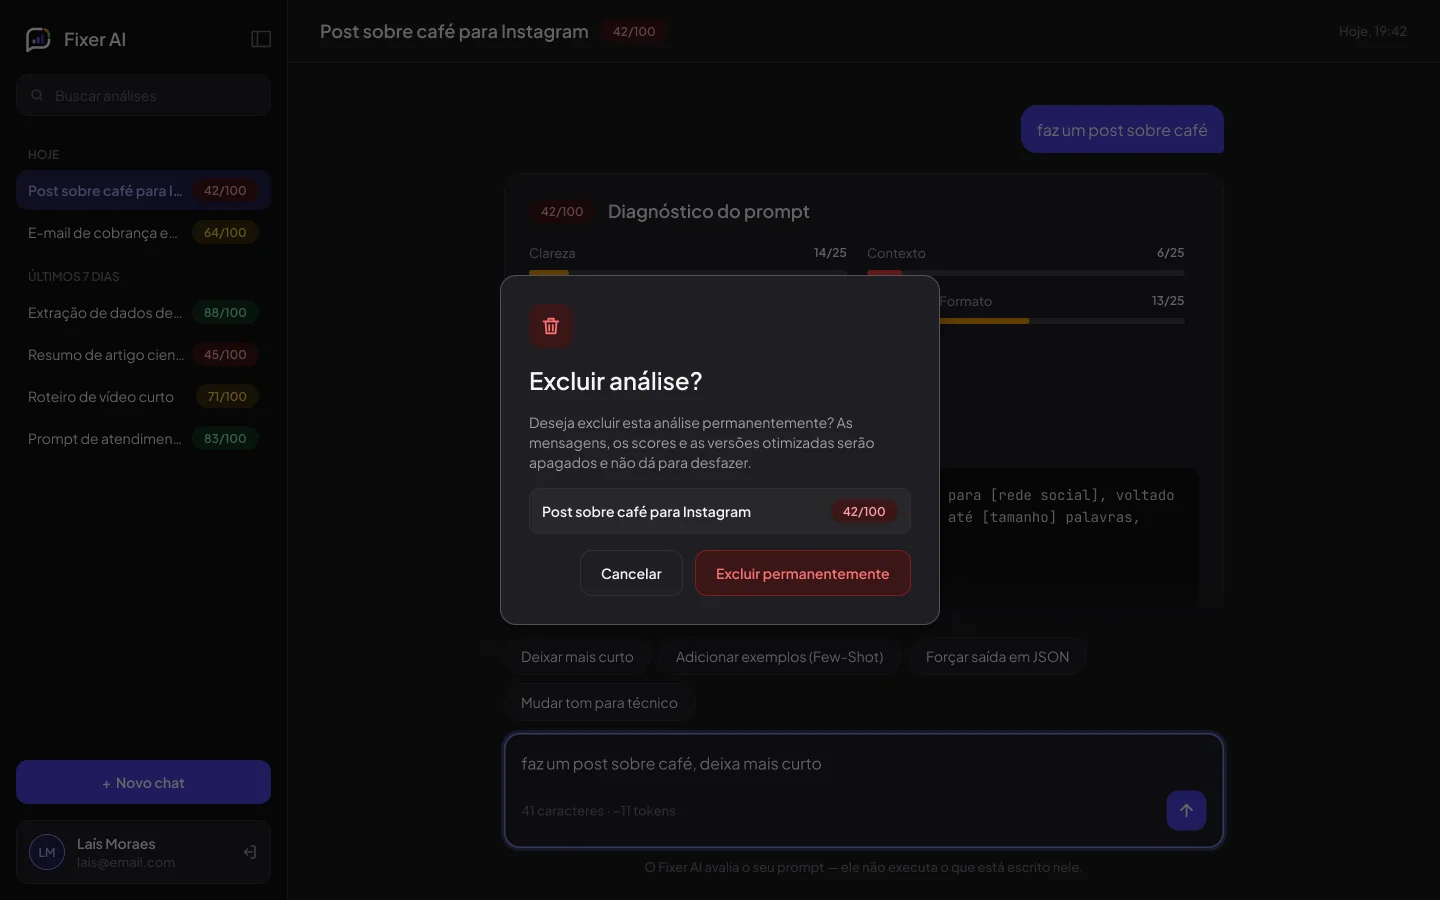 Fixer AI
Buscar análises
HOJE
Post sobre café para I... 42/100
E-mail de cobrança e... 64/100
ÚLTIMOS 7 DIAS
Extração de dados de... 88/100
Resumo de artigo cien... 45/100
Roteiro de vídeo curto 71/100
Prompt de atendimen... 83/100
+ Novo chat
LM
Laís Moraes
lais@email.com
Post sobre café para Instagram 42/100
Hoje, 19:42
faz um post sobre café
42/100 Diagnóstico do prompt
Clareza 14/25 Contexto 6/25
Formato 13/25
Excluir análise?
Deseja excluir esta análise permanentemente? As
mensagens, os scores e as versões otimizadas serão
apagados e não dá para desfazer.
Post sobre café para Instagram 42/100
Cancelar Excluir permanentemente
para [rede social], voltado
até [tamanho] palavras,
Deixar mais curto Adicionar exemplos (Few-Shot) Forçar saída em JSON
Mudar tom para técnico
faz um post sobre café, deixa mais curto
41 caracteres · ~11 tokens
O Fixer AI avalia o seu prompt — ele não executa o que está escrito nele.